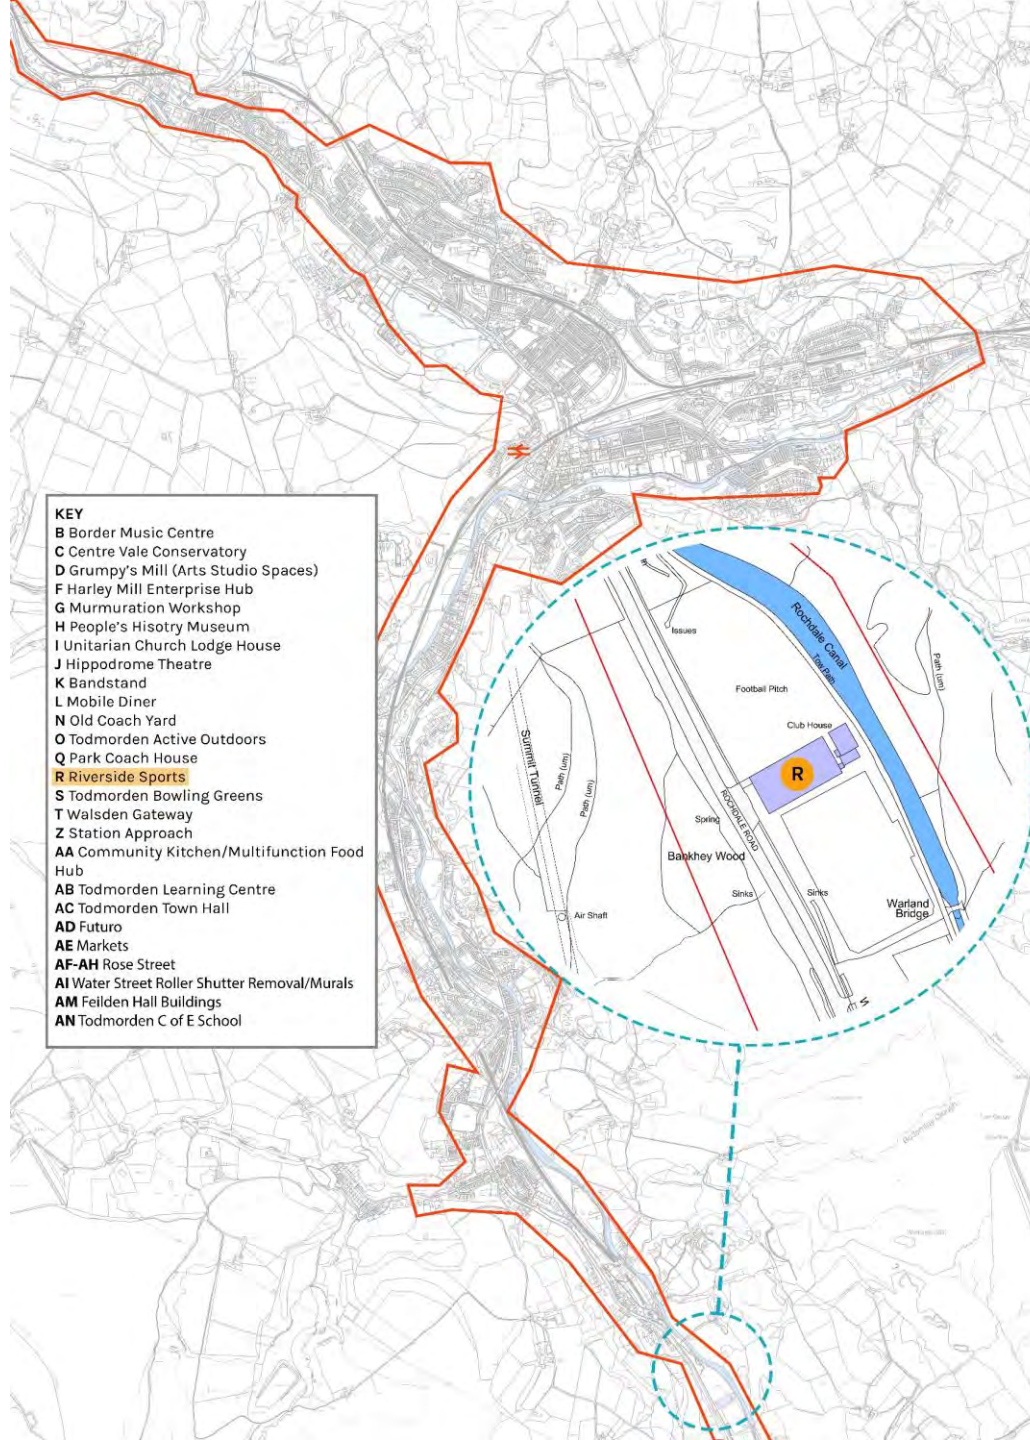 KEY
B Border Music Centre
C Centre Vale Conservatory
D Grumpy's Mill (Arts Studio Spaces)
F Harley Mill Enterprise Hub
G Murmuration Workshop
H People's Hisotry Museum
I Unitarian Church Lodge House
J Hippodrome Theatre
K Bandstand
L Mobile Diner
N Old Coach Yard
O Todmorden Active Outdoors
Q Park Coach House
R Riverside Sports
S Todmorden Bowling Greens
T Walsden Gateway
Z Station Approach
AA Community Kitchen/Multifunction Food
Hub
AB Todmorden Learning Centre
AC Todmorden Town Hall
AD Futuro
AE Markets
AF-AH Rose Street
AI Water Street Roller Shutter Removal/Murals
AM Feilden Hall Buildings
AN Todmorden C of E School
Issues
Rochdale Canal
Tow Path
Path (um)
Football Pitch
Club House
Summit Tunnel
Path (um)
Path (um)
R
ROCHDALE ROAD
Spring
Bankhey Wood
Sinks
Sinks
Warland
Bridge
Air Shaft